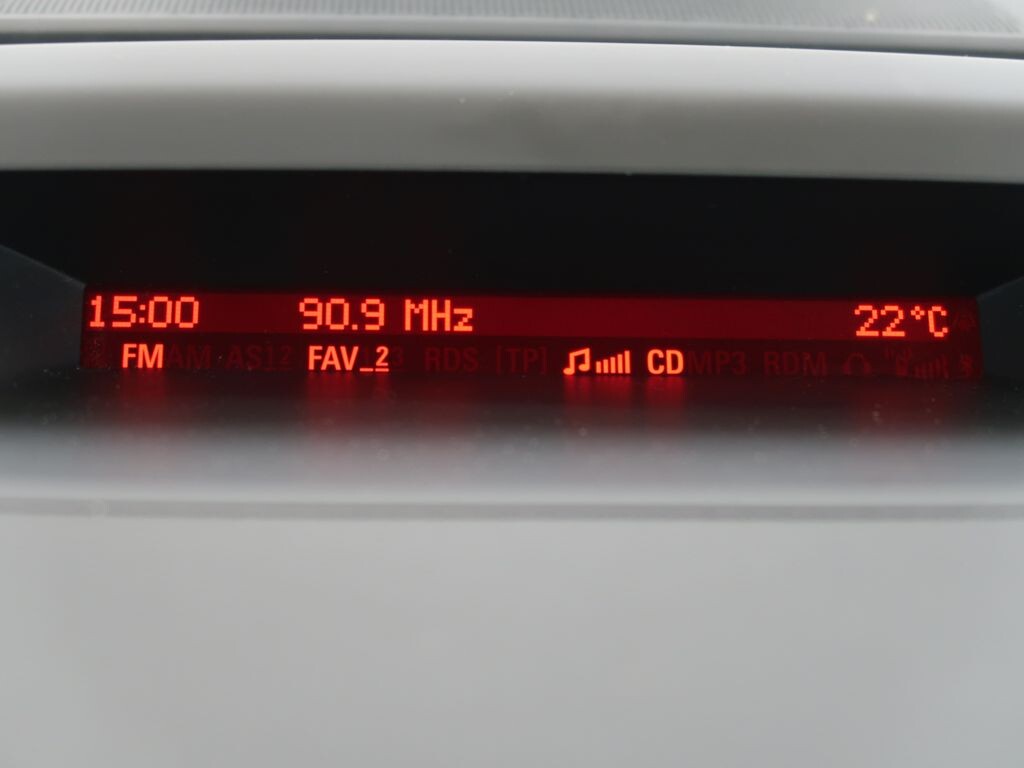 15:00 90.9 MHz 22°C
FM AM AS12 FAV_2 3 RDS [TP] CD MP3 RDM